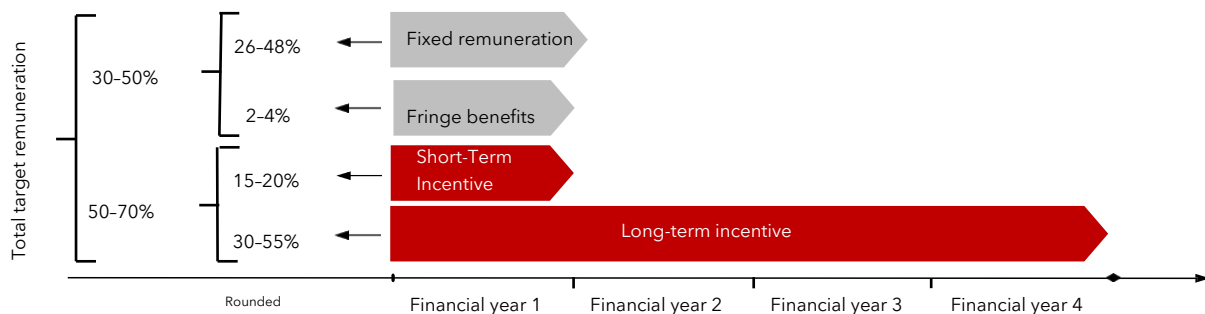 Total target remuneration
30–50%
26–48%
Fixed remuneration
2–4%
Fringe benefits
50–70%
15–20%
Short-Term
Incentive
30–55%
Long-term incentive
Rounded
Financial year 1
Financial year 2
Financial year 3
Financial year 4